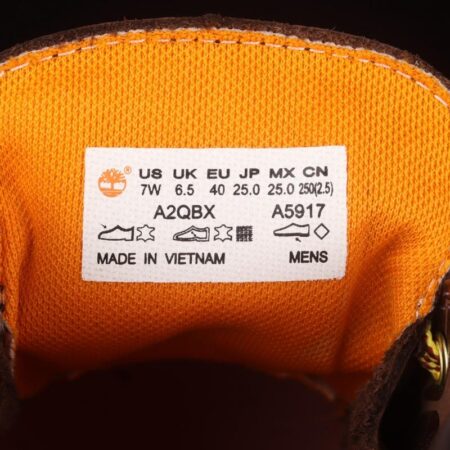 ® US UK EU JP MX CN
7W 6.5 40 25.0 25.0 250(2.5)
A2QBX A5917
MADE IN VIETNAM MENS